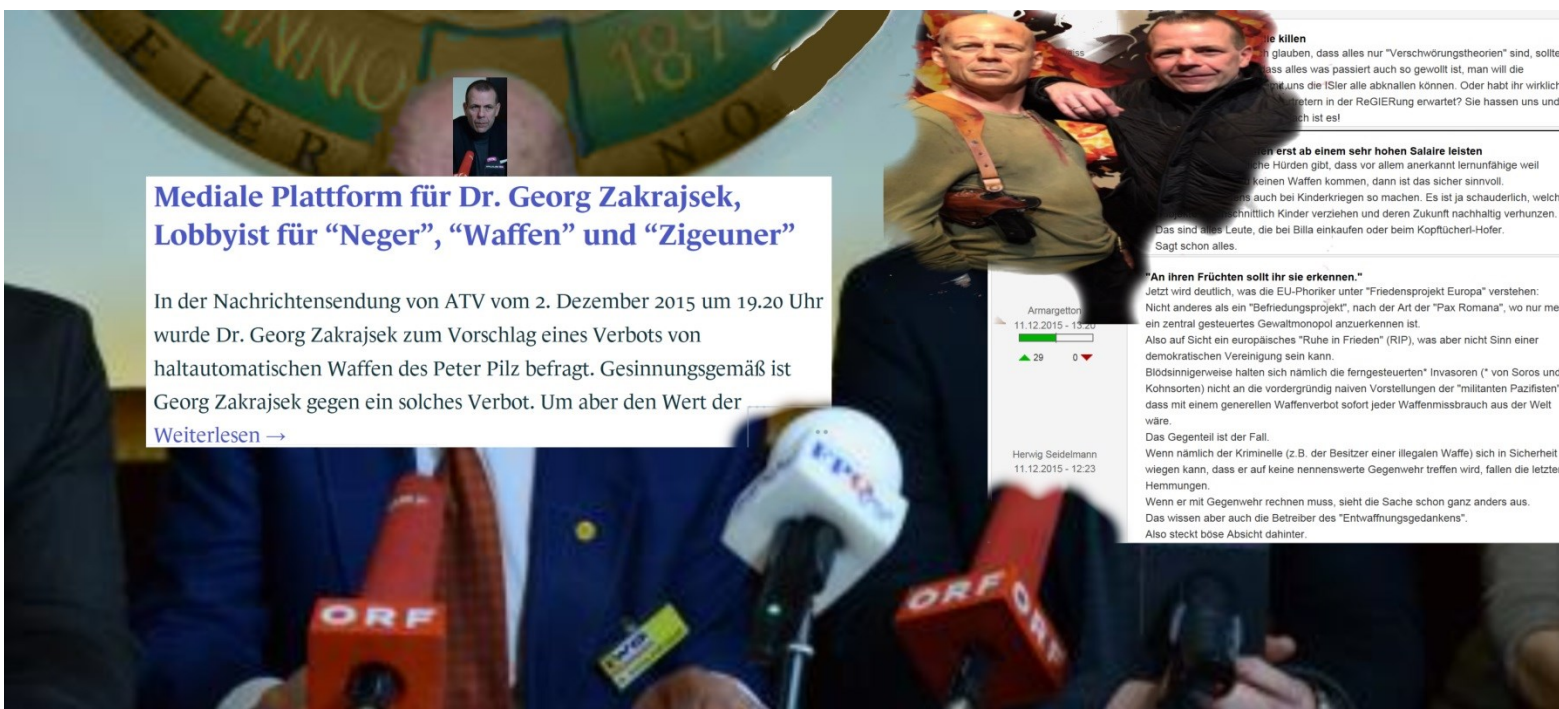 INNO 1898
EIER
NO
Mediale Plattform für Dr. Georg Zakrajsek,
Lobbyist für “Neger”, “Waffen” und “Zigeuner”
In der Nachrichtensendung von ATV vom 2. Dezember 2015 um 19.20 Uhr
wurde Dr. Georg Zakrajsek zum Vorschlag eines Verbots von
haltautomatischen Waffen des Peter Pilz befragt. Gesinnungsgemäß ist
Georg Zakrajsek gegen ein solches Verbot. Um aber den Wert der
Weiterlesen →
ie killen
glauben, dass alles nur "Verschwörungstheorien" sind, sollte
ass alles was passiert auch so gewollt ist, man will die
uns die ISler alle abknallen können. Oder habt ihr wirklich
in der ReGIERung erwartet? Sie hassen uns und
ch ist es!
en erst ab einem sehr hohen Salaire leisten
che Hürden gibt, dass vor allem anerkannt lernunfähige weil
keinen Waffen kommen, dann ist das sicher sinnvoll.
auch bei Kinderkriegen so machen. Es ist ja schauderlich, welch
schnittlich Kinder verziehen und deren Zukunft nachhaltig verhunzen.
Das sind alles Leute, die bei Billa einkaufen oder beim Kopftücherl-Hofer.
Sagt schon alles.
Armargetton
11.12.2015 - 13:20
29 0
"An ihren Früchten sollt ihr sie erkennen."
Jetzt wird deutlich, was die EU-Phoriker unter "Friedensprojekt Europa" verstehen:
Nicht anderes als ein "Befriedungsprojekt", nach der Art der "Pax Romana", wo nur me
ein zentral gesteuertes Gewaltmonopol anzuerkennen ist.
Also auf Sicht ein europäisches "Ruhe in Frieden" (RIP), was aber nicht Sinn einer
demokratischen Vereinigung sein kann.
Blödsinnigerweise halten sich nämlich die ferngesteuerten* Invasoren (* von Soros und
Kohnsorten) nicht an die vordergründig naiven Vorstellungen der "militanten Pazifisten"
dass mit einem generellen Waffenverbot sofort jeder Waffenmissbrauch aus der Welt
wäre.
Das Gegenteil ist der Fall.
Herwig Seidelmann
11.12.2015 - 12:23
Wenn nämlich der Kriminelle (z.B. der Besitzer einer illegalen Waffe) sich in Sicherheit
wiegen kann, dass er auf keine nennenswerte Gegenwehr treffen wird, fallen die letzte
Hemmungen.
Wenn er mit Gegenwehr rechnen muss, sieht die Sache schon ganz anders aus.
Das wissen aber auch die Betreiber des "Entwaffnungsgedankens".
Also steckt böse Absicht dahinter.
FPÖ
ORF
ORF
ORF